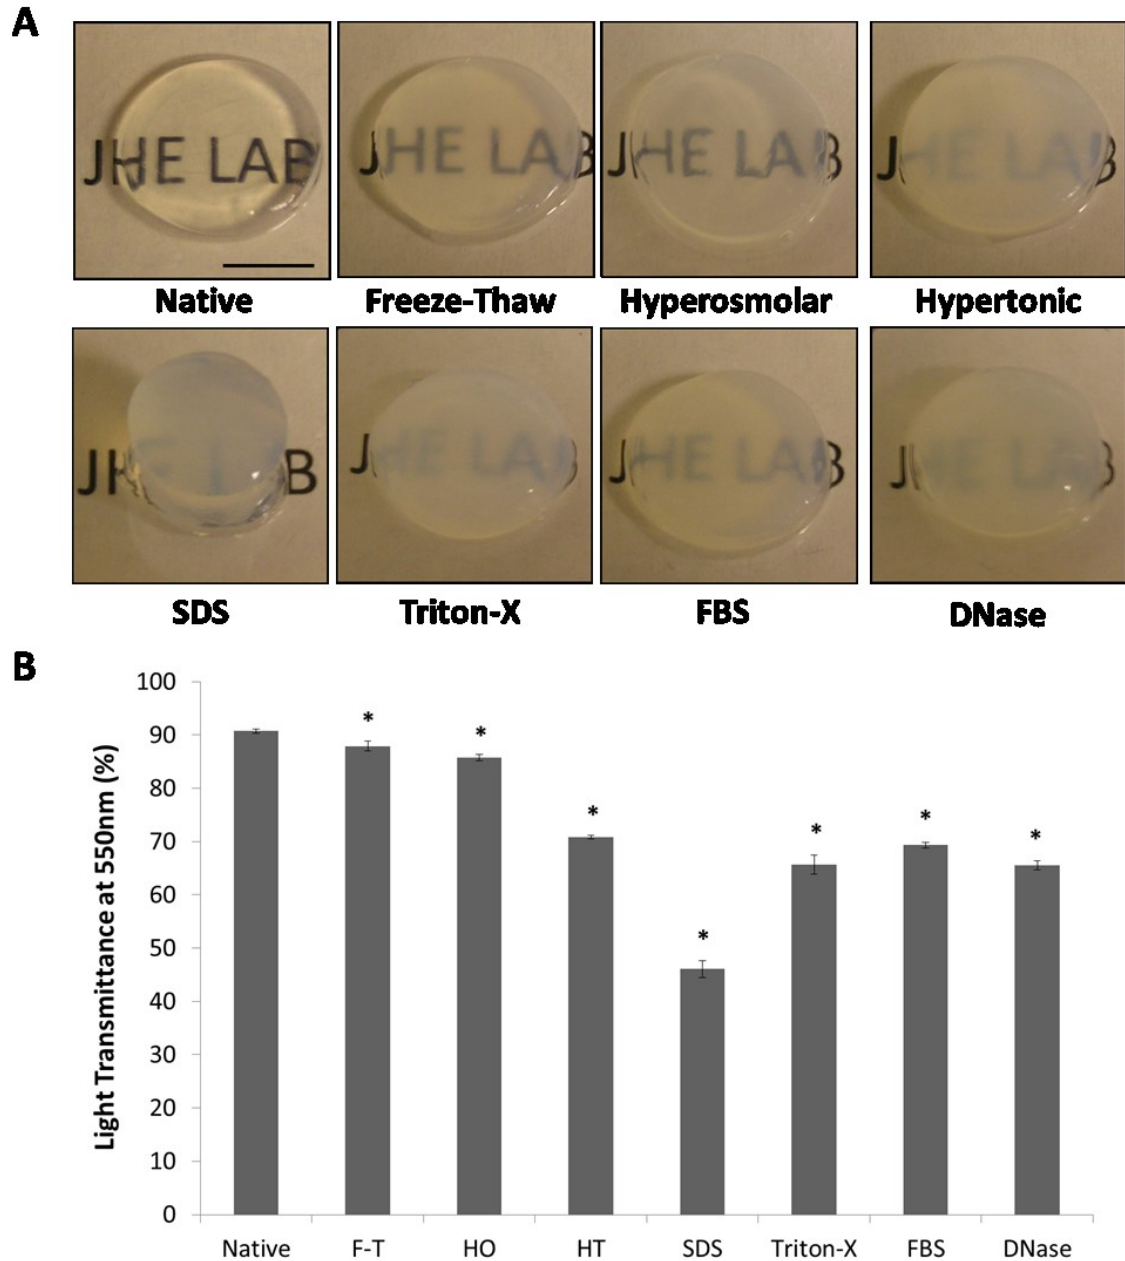 A
JHE LAB
JHE LAB
JHE LAB
JHE LAB
Native
Freeze-Thaw
Hyperosmolar
Hypertonic
JH L B
JHE LAB
JHE LAB
JHE LAB
SDS
Triton-X
FBS
DNase
B
Light Transmittance at 550nm (%)
100
90
80
70
60
50
40
30
20
10
0
*
*
*
*
*
*
*
Native
F-T
HO
HT
SDS
Triton-X
FBS
DNase